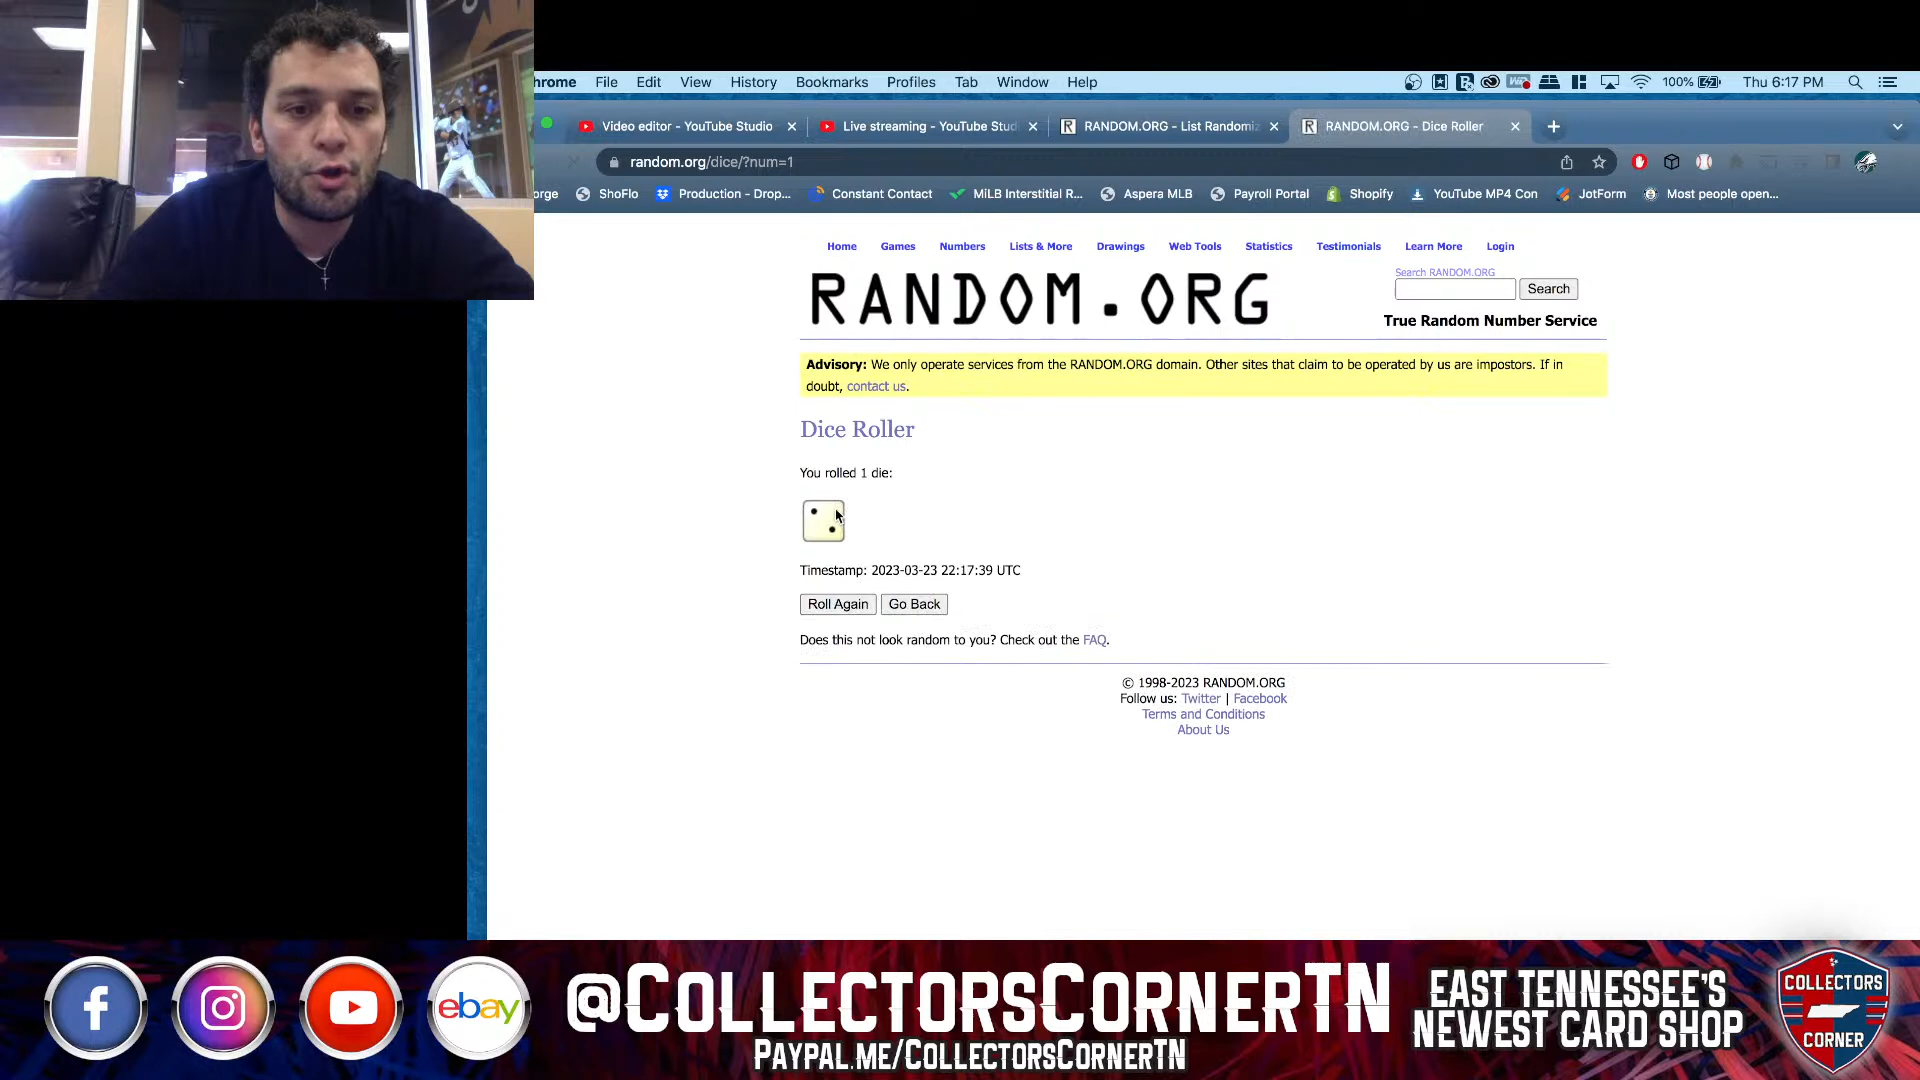 hrome File Edit View History Bookmarks Profiles Tab Window Help 100% Thu 6:17 PM
Video editor - YouTube Studio Live streaming - YouTube Stud RANDOM.ORG - List Randomiz RANDOM.ORG - Dice Roller
random.org/dice/?num=1
orge ShoFlo Production - Drop... Constant Contact MiLB Interstitial R... Aspera MLB Payroll Portal Shopify YouTube MP4 Con JotForm Most people open...
Home Games Numbers Lists & More Drawings Web Tools Statistics Testimonials Learn More Login
RANDOM.ORG
Search RANDOM.ORG
Search
True Random Number Service
Advisory: We only operate services from the RANDOM.ORG domain. Other sites that claim to be operated by us are impostors. If in
doubt, contact us.
Dice Roller
You rolled 1 die:
Timestamp: 2023-03-23 22:17:39 UTC
Roll Again Go Back
Does this not look random to you? Check out the FAQ.
© 1998-2023 RANDOM.ORG
Follow us: Twitter | Facebook
Terms and Conditions
About Us
ebay
@COLLECTORSCORNERTN
PAYPAL.ME/COLLECTORSCORNERTN
EAST TENNESSEE'S
NEWEST CARD SHOP
COLLECTORS
CORNER